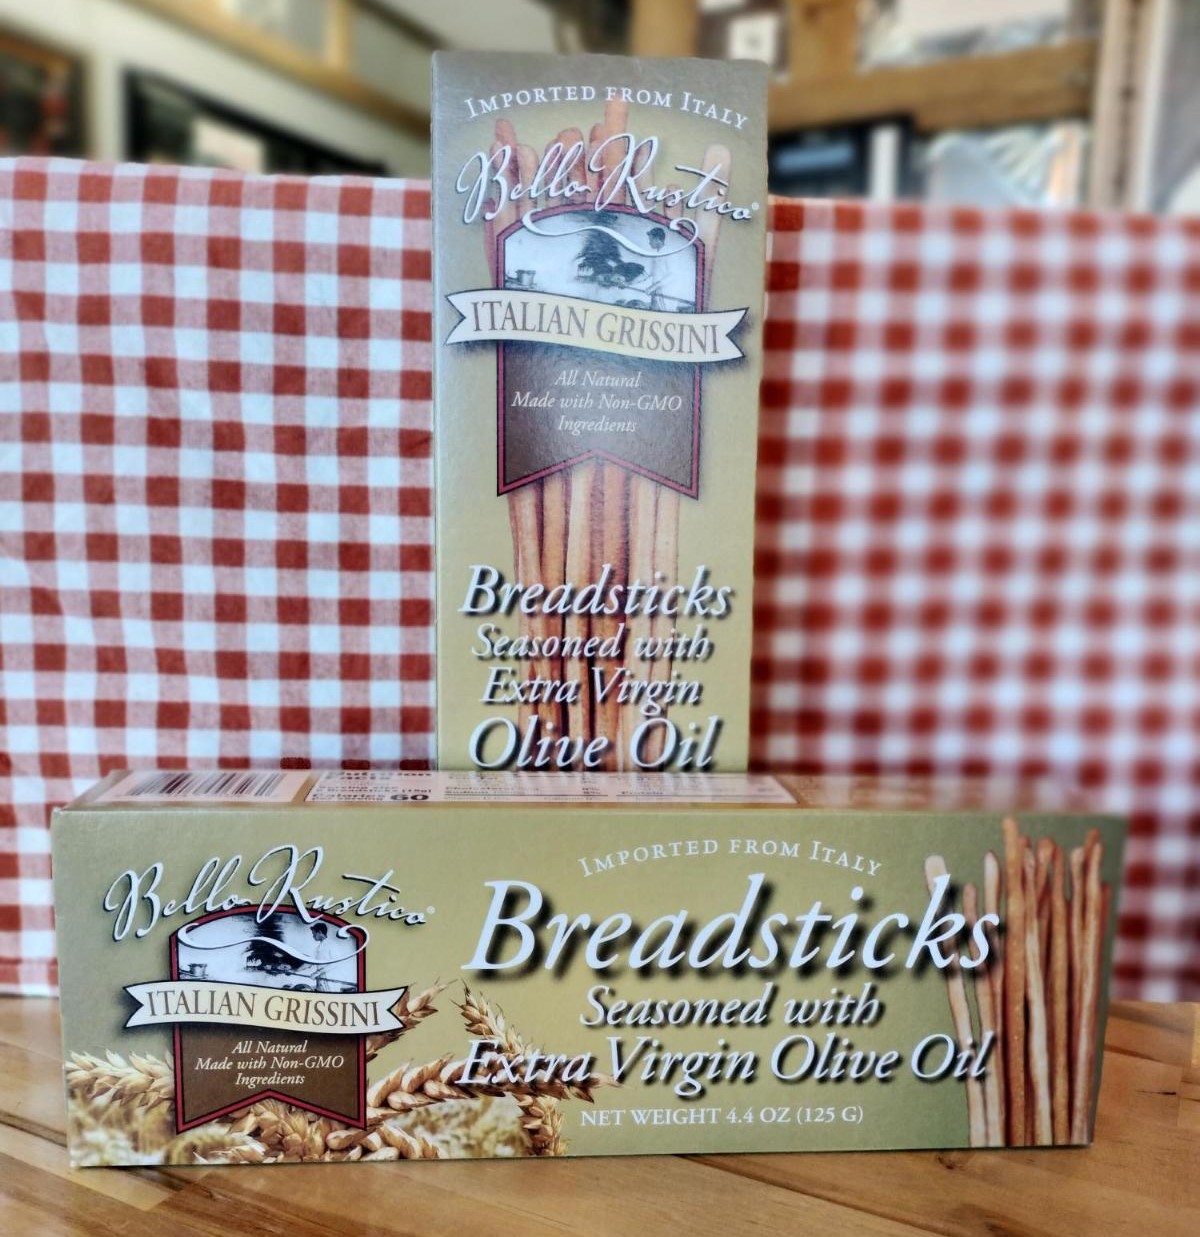 IMPORTED FROM ITALY
Bello Rustico®
ITALIAN GRISSINI
All Natural
Made with Non-GMO
Ingredients
Breadsticks
Seasoned with
Extra Virgin
Olive Oil
60
Bello Rustico®
ITALIAN GRISSINI
All Natural
Made with Non-GMO
Ingredients
IMPORTED FROM ITALY
Breadsticks
Seasoned with
Extra Virgin Olive Oil
NET WEIGHT 4.4 OZ (125 G)